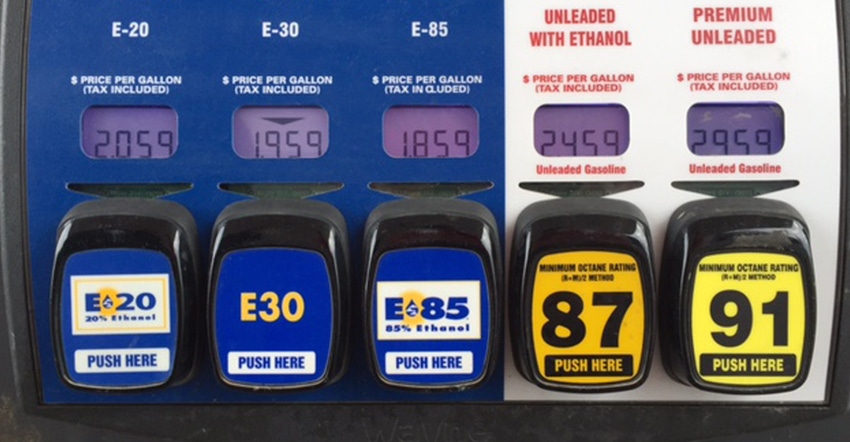 E-20
$ PRICE PER GALLON
(TAX INCLUDED)
2.059
E20
20% Ethanol
PUSH HERE
E-30
$ PRICE PER GALLON
(TAX INCLUDED)
1.959
E30
PUSH HERE
E-85
$ PRICE PER GALLON
(TAX INCLUDED)
1.859
E85
85% Ethanol
PUSH HERE
UNLEADED
WITH ETHANOL
$ PRICE PER GALLON
(TAX INCLUDED)
2.459
Unleaded Gasoline
MINIMUM OCTANE RATING
(R+M)/2 METHOD
87
PUSH HERE
PREMIUM
UNLEADED
$ PRICE PER GALLON
(TAX INCLUDED)
2.959
Unleaded Gasoline
MINIMUM OCTANE RATING
(R+M)/2 METHOD
91
PUSH HERE